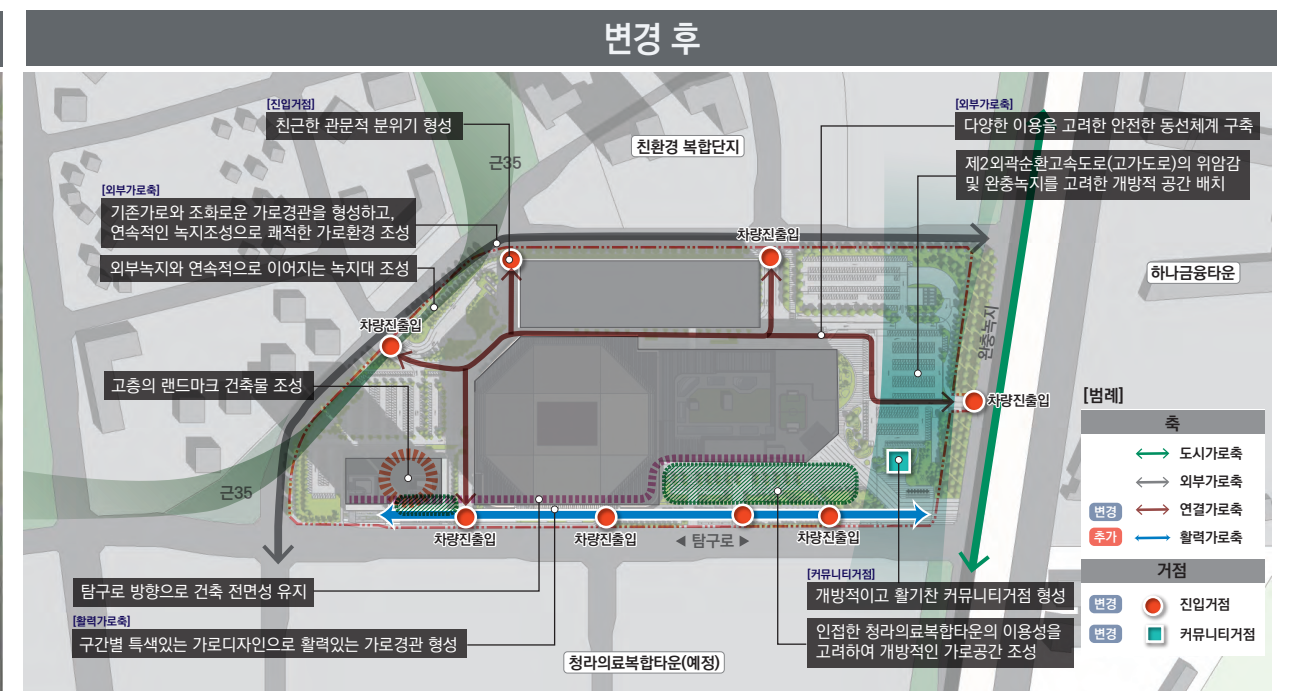 변경 후
[진입거점]
친근한 관문적 분위기 형성
[외부가로축]
다양한 이용을 고려한 안전한 동선체계 구축
친환경 복합단지
근35
제2외곽순환고속도로(고가도로)의 위압감
및 완충녹지를 고려한 개방적 공간 배치
[외부가로축]
기존가로와 조화로운 가로경관을 형성하고,
연속적인 녹지조성으로 쾌적한 가로환경 조성
외부녹지와 연속적으로 이어지는 녹지대 조성
차량진출입
하나금융타운
차량진출입
완충녹지
고층의 랜드마크 건축물 조성
차량진출입
[범례]
축
도시가로축
외부가로축
변경 연결가로축
추가 활력가로축
근35
차량진출입
차량진출입
◀ 탐구로 ▶
차량진출입
거점
변경 진입거점
변경 커뮤니티거점
탐구로 방향으로 건축 전면성 유지
[커뮤니티거점]
개방적이고 활기찬 커뮤니티거점 형성
[활력가로축]
구간별 특색있는 가로디자인으로 활력있는 가로경관 형성
인접한 청라의료복합타운의 이용성을
고려하여 개방적인 가로공간 조성
청라의료복합타운(예정)